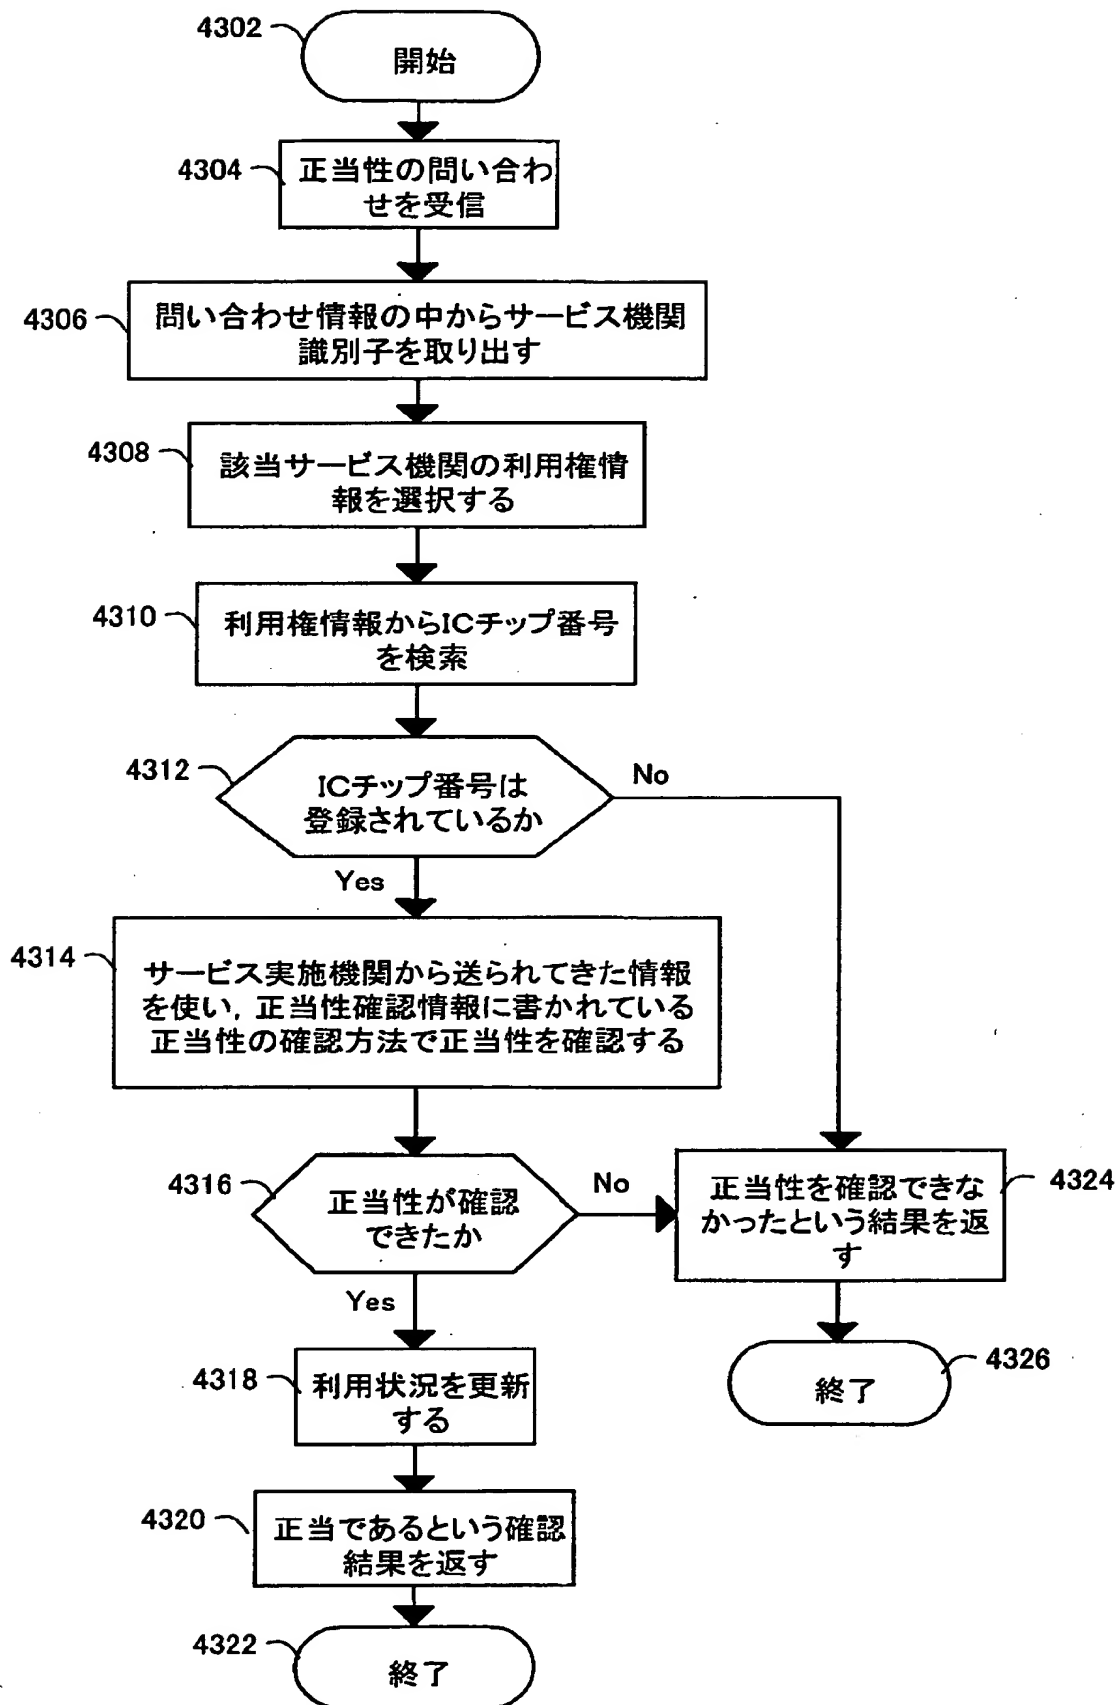 4302
開始
4304
正当性の問い合わ
せを受信
4306
問い合わせ情報の中からサービス機関
識別子を取り出す
4308
該当サービス機関の利用権情
報を選択する
4310
利用権情報からICチップ番号
を検索
4312
ICチップ番号は
登録されているか
No
Yes
4314
サービス実施機関から送られてきた情報
を使い,正当性確認情報に書かれている
正当性の確認方法で正当性を確認する
4316
正当性が確認
できたか
No
正当性を確認できな
かったという結果を返
す
4324
Yes
4318
利用状況を更新
する
終了
4326
4320
正当であるという確認
結果を返す
4322
終了